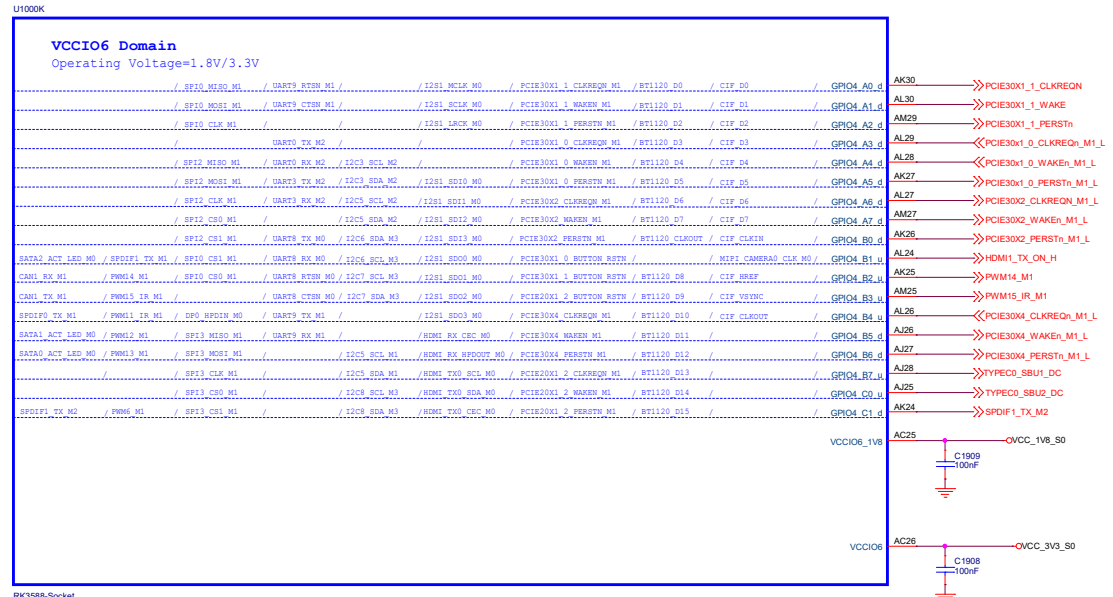 U1000K
VCCIO6 Domain
Operating Voltage=1.8V/3.3V
/ SPI0_MISO_M1 / UART9_RTSN_M1 / / I2S1_MCLK_M0 / PCIE30X1_1_CLKREQN_M1 / BT1120_D0 / CIF_D0 / GPIO4_A0_d AK30 PCIE30X1_1_CLKREQN
/ SPI0_MOSI_M1 / UART9_CTSN_M1 / / I2S1_SCLK_M0 / PCIE30X1_1_WAKEN_M1 / BT1120_D1 / CIF_D1 / GPIO4_A1_d AL30 PCIE30X1_1_WAKE
/ SPI0_CLK_M1 / / / I2S1_LRCK_M0 / PCIE30X1_1_PERSTN_M1 / BT1120_D2 / CIF_D2 / GPIO4_A2_d AM29 PCIE30X1_1_PERSTn
UART0_TX_M2 / / / PCIE30X1_0_CLKREQN_M1 / BT1120_D3 / CIF_D3 / GPIO4_A3_d AL29 PCIE30x1_0_CLKREQn_M1_L
/ SPI2_MISO_M1 / UART0_RX_M2 / I2C3_SCL_M2 / / PCIE30X1_0_WAKEN_M1 / BT1120_D4 / CIF_D4 / GPIO4_A4_d AL28 PCIE30x1_0_WAKEn_M1_L
/ SPI2_MOSI_M1 / UART3_TX_M2 / I2C3_SDA_M2 / I2S1_SDI0_M0 / PCIE30X1_0_PERSTN_M1 / BT1120_D5 / CIF_D5 / GPIO4_A5_d AK27 PCIE30x1_0_PERSTn_M1_L
/ SPI2_CLK_M1 / UART3_RX_M2 / I2C5_SCL_M2 / I2S1_SDI1_M0 / PCIE30X2_CLKREQN_M1 / BT1120_D6 / CIF_D6 / GPIO4_A6_d AL27 PCIE30X2_CLKREQN_M1_L
/ SPI2_CS0_M1 / / I2C5_SDA_M2 / I2S1_SDI2_M0 / PCIE30X2_WAKEN_M1 / BT1120_D7 / CIF_D7 / GPIO4_A7_d AM27 PCIE30X2_WAKEn_M1_L
/ SPI2_CS1_M1 / UART8_TX_M0 / I2C6_SDA_M3 / I2S1_SDI3_M0 / PCIE30X2_PERSTN_M1 / BT1120_CLKOUT / CIF_CLKIN / GPIO4_B0_d AK26 PCIE30X2_PERSTn_M1_L
SATA2_ACT_LED_M0 / SPDIF1_TX_M1 / SPI0_CS1_M1 / UART8_RX_M0 / I2C6_SCL_M3 / I2S1_SDO0_M0 / PCIE30X1_0_BUTTON_RSTN / / MIPI_CAMERA0_CLK_M0 / GPIO4_B1_u AL24 HDMI1_TX_ON_H
CAN1_RX_M1 / PWM14_M1 / SPI0_CS0_M1 / UART8_RTSN_M0 / I2C7_SCL_M3 / I2S1_SDO1_M0 / PCIE30X1_1_BUTTON_RSTN / BT1120_D8 / CIF_HREF / GPIO4_B2_u AK25 PWM14_M1
CAN1_TX_M1 / PWM15_IR_M1 / / UART8_CTSN_M0 / I2C7_SDA_M3 / I2S1_SDO2_M0 / PCIE20X1_2_BUTTON_RSTN / BT1120_D9 / CIF_VSYNC / GPIO4_B3_u AM25 PWM15_IR_M1
SPDIF0_TX_M1 / PWM11_IR_M1 / DP0_HPDIN_M0 / UART9_TX_M1 / / I2S1_SDO3_M0 / PCIE30X4_CLKREQN_M1 / BT1120_D10 / CIF_CLKOUT / GPIO4_B4_u AL26 PCIE30X4_CLKREQn_M1_L
SATA1_ACT_LED_M0 / PWM12_M1 / SPI3_MISO_M1 / UART9_RX_M1 / /HDMI_RX_CEC_M0 / PCIE30X4_WAKEN_M1 / BT1120_D11 / / GPIO4_B5_d AJ26 PCIE30X4_WAKEn_M1_L
SATA0_ACT_LED_M0 / PWM13_M1 / SPI3_MOSI_M1 / / I2C5_SCL_M1 /HDMI_RX_HPDOUT_M0 / PCIE30X4_PERSTN_M1 / BT1120_D12 / / GPIO4_B6_d AJ27 PCIE30X4_PERSTn_M1_L
/ / SPI3_CLK_M1 / / I2C5_SDA_M1 /HDMI_TX0_SCL_M0 / PCIE20X1_2_CLKREQN_M1 / BT1120_D13 / / GPIO4_B7_u AJ28 TYPEC0_SBU1_DC
/ SPI3_CS0_M1 / / I2C8_SCL_M3 /HDMI_TX0_SDA_M0 / PCIE20X1_2_WAKEN_M1 / BT1120_D14 / / GPIO4_C0_u AJ25 TYPEC0_SBU2_DC
SPDIF1_TX_M2 / PWM6_M1 / SPI3_CS1_M1 / / I2C8_SDA_M3 /HDMI_TX0_CEC_M0 / PCIE20X1_2_PERSTN_M1 / BT1120_D15 / / GPIO4_C1_d AK24 SPDIF1_TX_M2
VCCIO6_1V8 AC25 VCC_1V8_S0
C1909
100nF
VCCIO6 AC26 VCC_3V3_S0
C1908
100nF
RK3588-Socket